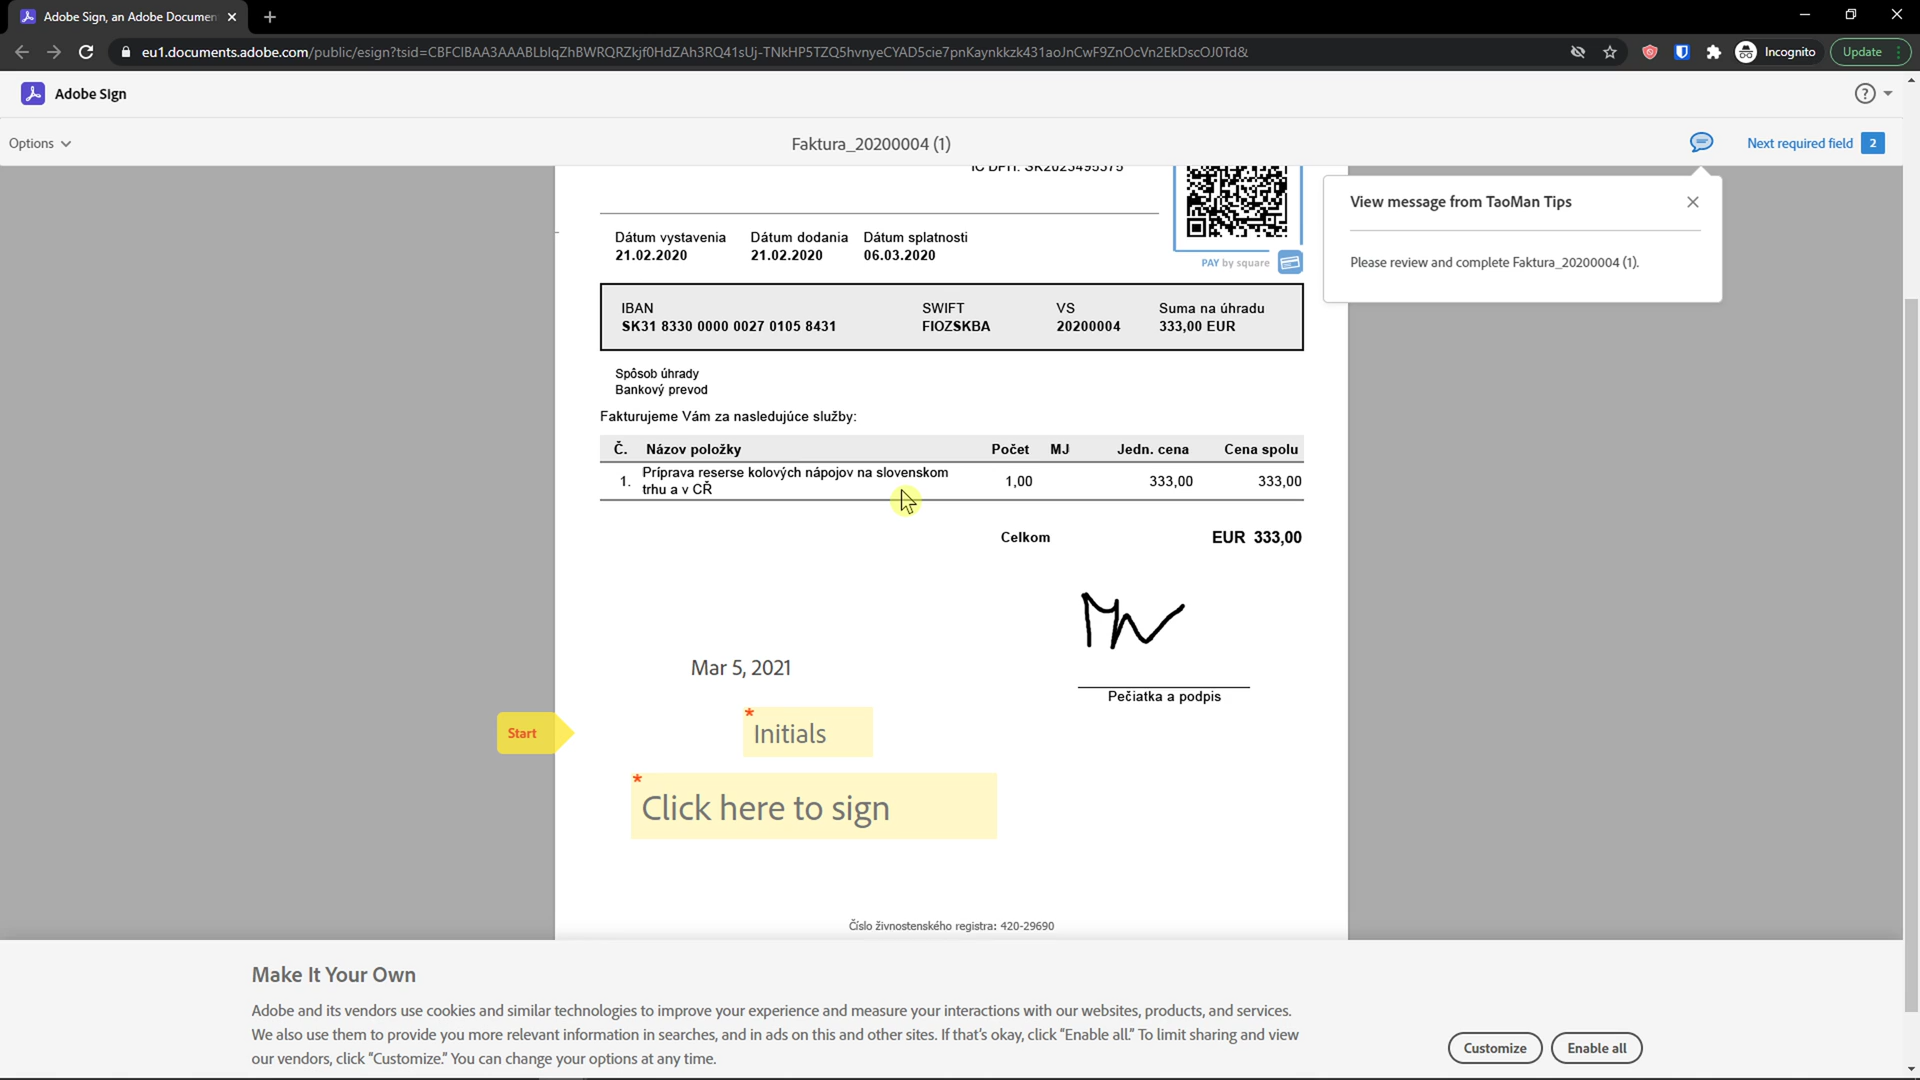 Adobe Sign, an Adobe Documen
eu1.documents.adobe.com/public/esign?tsid=CBFCIBAA3AAABLblqZhBWRQRZkjf0HdZAh3RQ41sUj-TNkHP5TZQ5hvnyeCYAD5cie7pnKaynkkzk431aoJnCwF9ZnOcVn2EkDscOJ0Td&
Incognito
Update
Adobe Sign
Options
Faktura_20200004 (1)
Next required field 2
View message from TaoMan Tips
Please review and complete Faktura_20200004 (1).
IČ DPH: SK2023495375
Dátum vystavenia Dátum dodania Dátum splatnosti
21.02.2020 21.02.2020 06.03.2020
PAY by square
IBAN SWIFT VS Suma na úhradu
SK31 8330 0000 0027 0105 8431 FIOZSKBA 20200004 333,00 EUR
Spôsob úhrady
Bankový prevod
Fakturujeme Vám za nasledujúce služby:
Č. Názov položky Počet MJ Jedn. cena Cena spolu
1. Príprava reserse kolových nápojov na slovenskom trhu a v CŘ 1,00 333,00 333,00
Celkom EUR 333,00
Mar 5, 2021
Pečiatka a podpis
Start
* Initials
* Click here to sign
Číslo živnostenského registra: 420-29690
Make It Your Own
Adobe and its vendors use cookies and similar technologies to improve your experience and measure your interactions with our websites, products, and services.
We also use them to provide you more relevant information in searches, and in ads on this and other sites. If that's okay, click “Enable all.” To limit sharing and view
our vendors, click “Customize.” You can change your options at any time.
Customize
Enable all